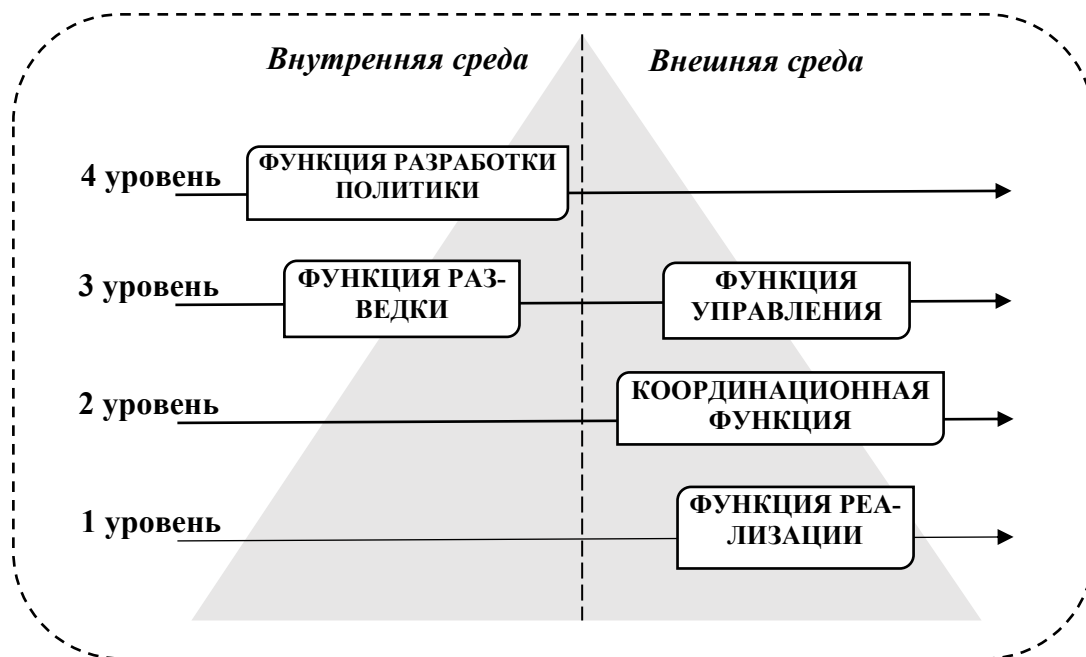 Внутренняя среда
Внешняя среда
4 уровень
ФУНКЦИЯ РАЗРАБОТКИ
ПОЛИТИКИ
3 уровень
ФУНКЦИЯ РАЗ-
ВЕДКИ
ФУНКЦИЯ
УПРАВЛЕНИЯ
2 уровень
КООРДИНАЦИОННАЯ
ФУНКЦИЯ
1 уровень
ФУНКЦИЯ РЕА-
ЛИЗАЦИИ